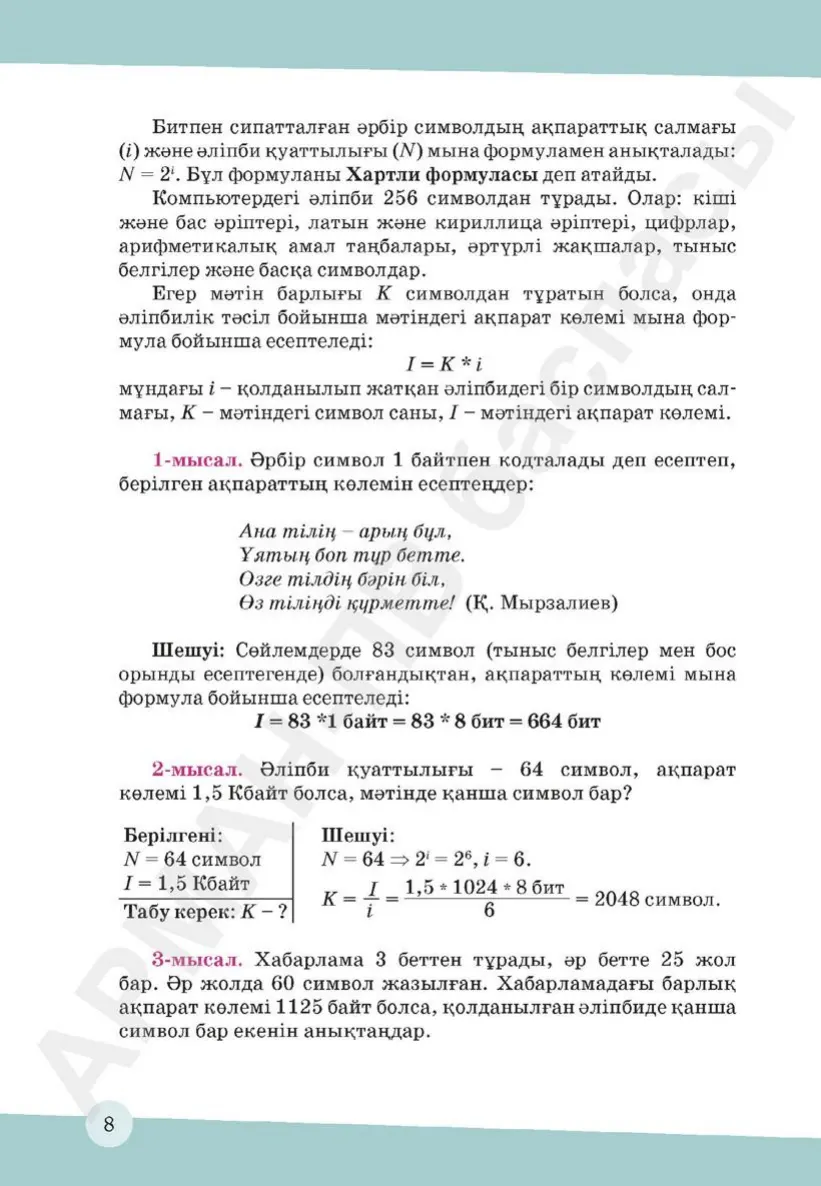 Битпен сипатталған әрбір символдың ақпараттық салмағы
(i) және әліпби қуаттылығы (N) мына формуламен анықталады:
N = 2ⁱ. Бұл формуланы Хартли формуласы деп атайды.
Компьютердегі әліпби 256 символдан тұрады. Олар: кіші
және бас әріптері, латын және кириллица әріптері, цифрлар,
арифметикалық амал таңбалары, әртүрлі жақшалар, тыныс
белгілер және басқа символдар.
Егер мәтін барлығы K символдан тұратын болса, онда
әліпбилік тәсіл бойынша мәтіндегі ақпарат көлемі мына фор-
мула бойынша есептеледі:
I = K * i
мұндағы i – қолданылып жатқан әліпбидегі бір символдың сал-
мағы, K – мәтіндегі символ саны, I – мәтіндегі ақпарат көлемі.
1-мысал. Әрбір символ 1 байтпен кодталады деп есептеп,
берілген ақпараттың көлемін есептеңдер:
Ана тілің – арың бұл,
Ұятың боп тұр бетте.
Өзге тілдің бәрін біл,
Өз тіліңді құрметте! (Қ. Мырзалиев)
Шешуі: Сөйлемдерде 83 символ (тыныс белгілер мен бос
орынды есептегенде) болғандықтан, ақпараттың көлемі мына
формула бойынша есептеледі:
I = 83 *1 байт = 83 * 8 бит = 664 бит
2-мысал. Әліпби қуаттылығы – 64 символ, ақпарат
көлемі 1,5 Кбайт болса, мәтінде қанша символ бар?
Берілгені:
N = 64 символ
I = 1,5 Кбайт
Табу керек: K – ?
Шешуі:
N = 64 ⇒ 2ⁱ = 2⁶, i = 6.
K = I/i = 1,5 * 1024 * 8 бит/6 = 2048 символ.
3-мысал. Хабарлама 3 беттен тұрады, әр бетте 25 жол
бар. Әр жолда 60 символ жазылған. Хабарламадағы барлық
ақпарат көлемі 1125 байт болса, қолданылған әліпбиде қанша
символ бар екенін анықтаңдар.
8
АРМАН-ПВ баспасы